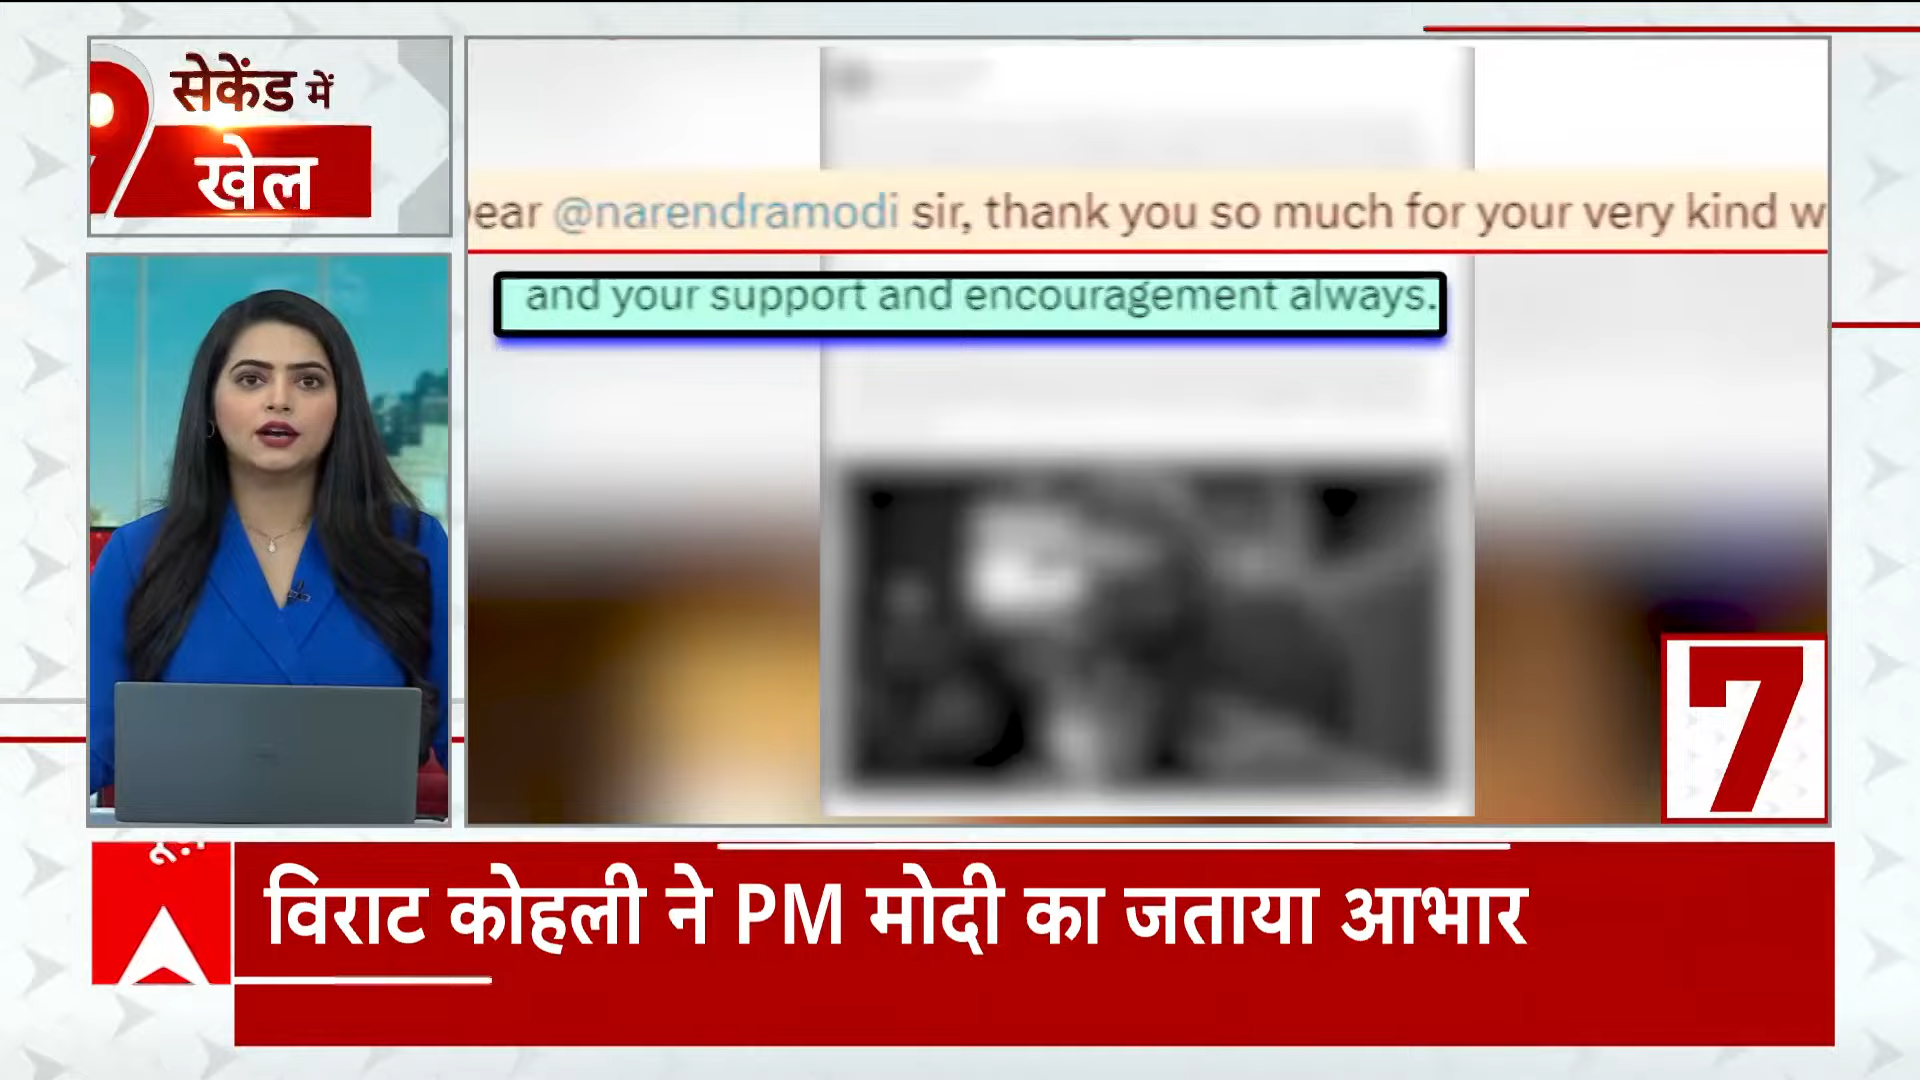 9 सेकेंड में
खेल
ear @narendramodi sir, thank you so much for your very kind w
and your support and encouragement always.
7
विराट कोहली ने PM मोदी का जताया आभार